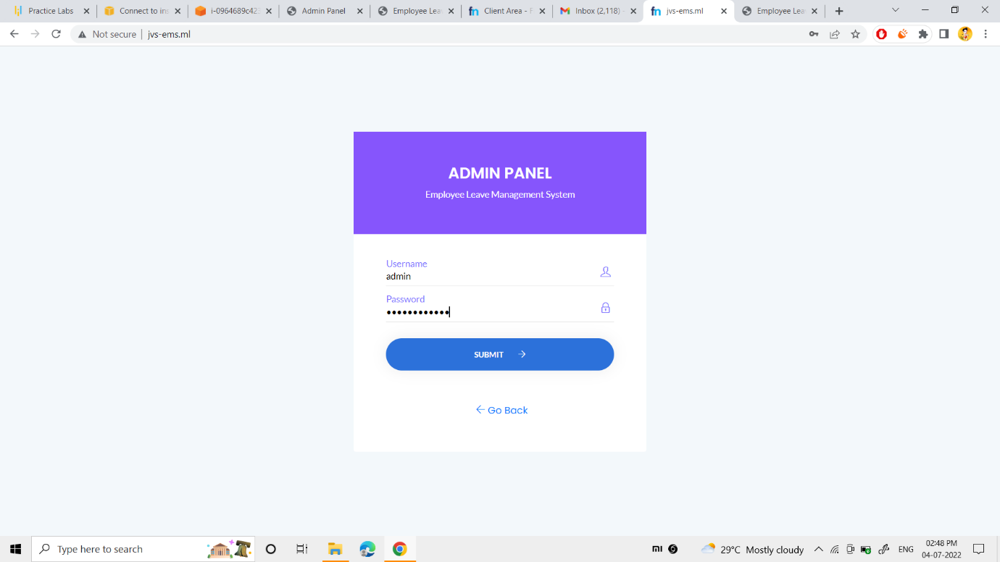 Practice Labs
Connect to ins
i-0964689c423
Admin Panel
Employee Lea
Client Area - F
Inbox (2,118) -
jvs-ems.ml
Employee Lea
Not secure | jvs-ems.ml
ADMIN PANEL
Employee Leave Management System
Username
admin
Password
••••••••••••
SUBMIT
Go Back
Type here to search
29°C Mostly cloudy
ENG
02:48 PM
04-07-2022